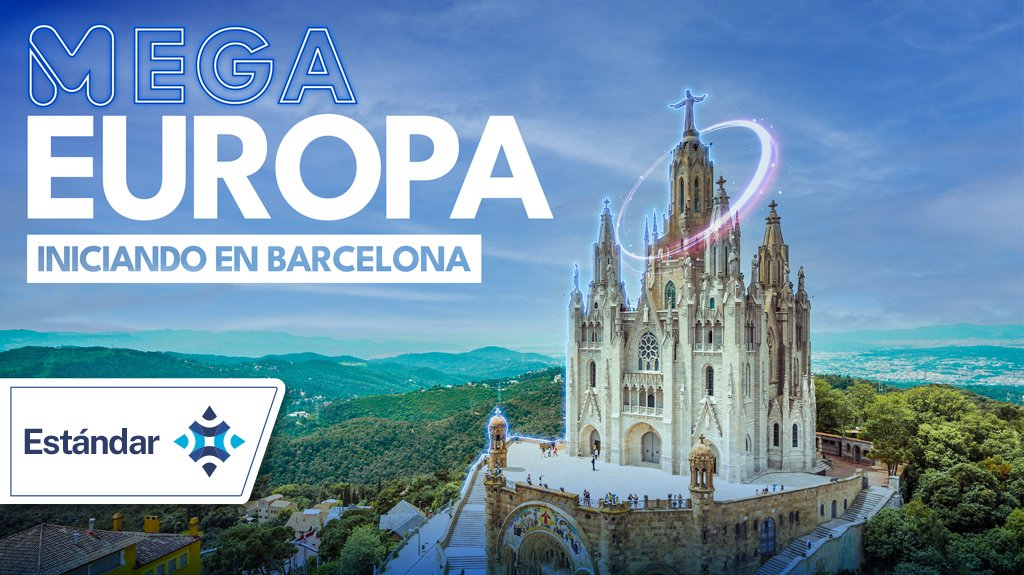 MEGA
EUROPA
INICIANDO EN BARCELONA
Estándar